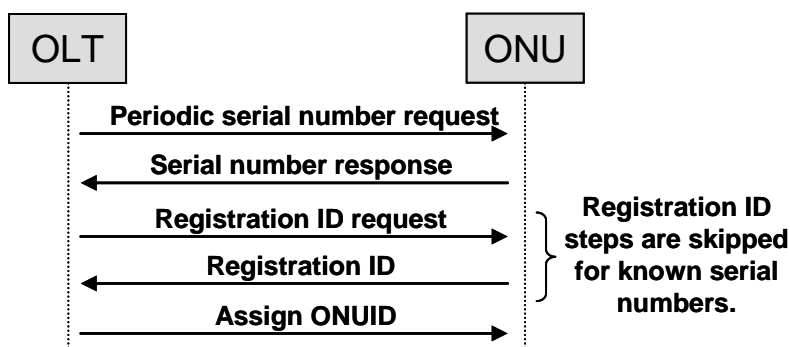 OLT
ONU
Periodic serial number request
Serial number response
Registration ID request
Registration ID
Assign ONUID
Registration ID
steps are skipped
for known serial
numbers.